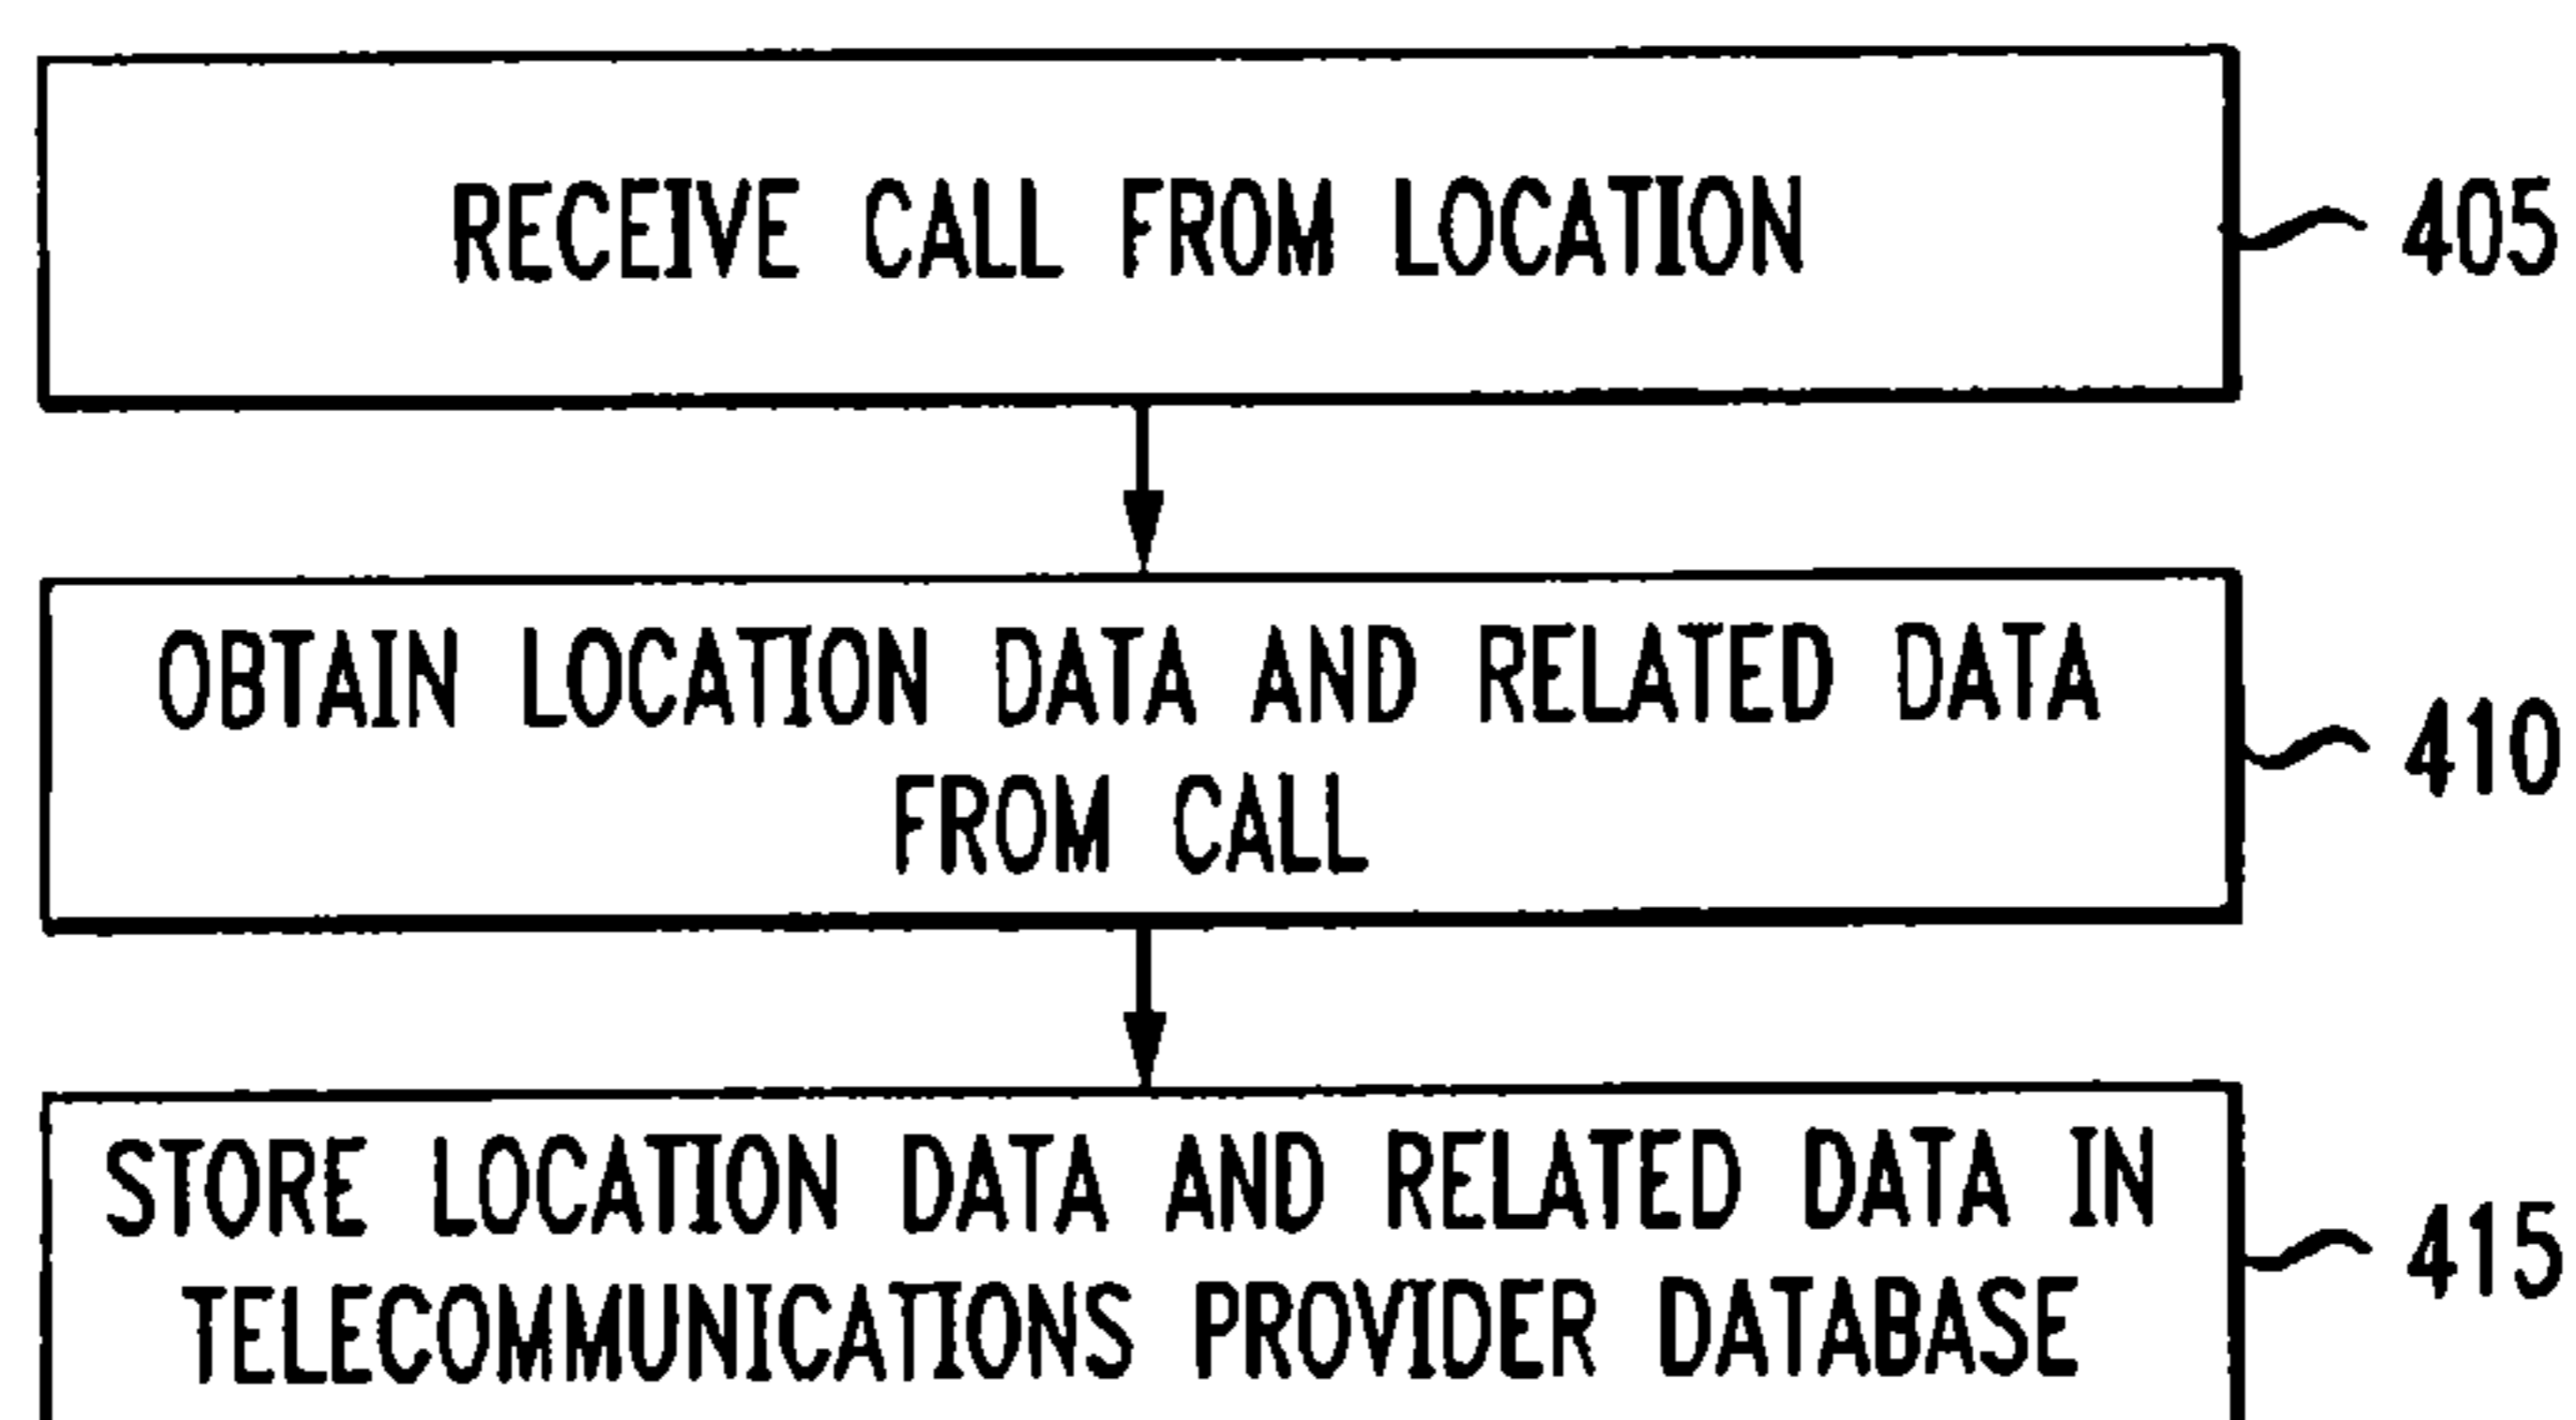 RECEIVE CALL FROM LOCATION
405
OBTAIN LOCATION DATA AND RELATED DATA
FROM CALL
410
STORE LOCATION DATA AND RELATED DATA IN
TELECOMMUNICATIONS PROVIDER DATABASE
415